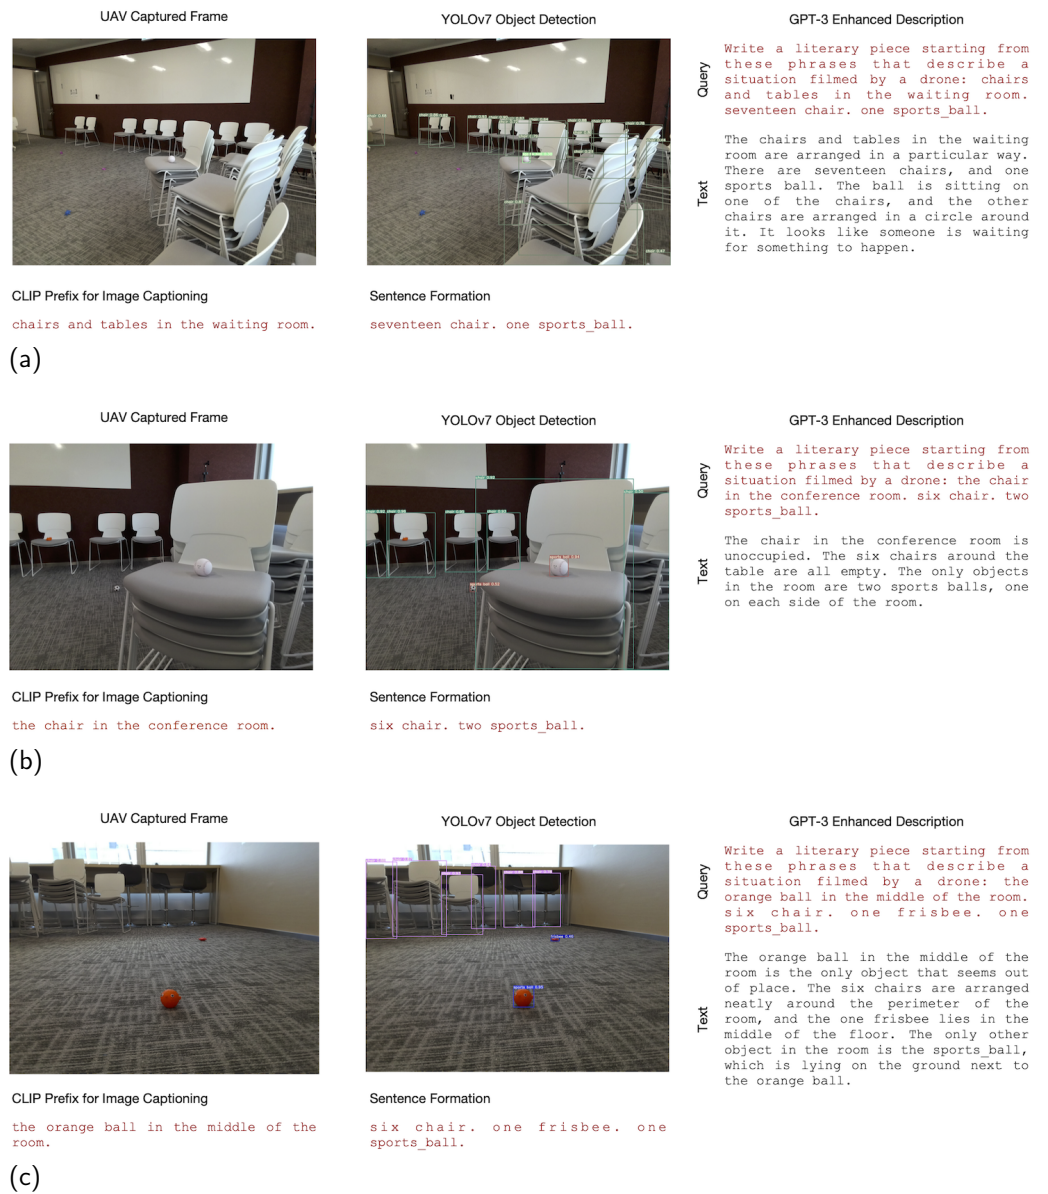 UAV Captured Frame
YOLOv7 Object Detection
GPT-3 Enhanced Description
Query
Write a literary piece starting from
these phrases that describe a
situation filmed by a drone: chairs
and tables in the waiting room.
seventeen chair. one sports_ball.
Text
The chairs and tables in the waiting
room are arranged in a particular way.
There are seventeen chairs, and one
sports ball. The ball is sitting on
one of the chairs, and the other
chairs are arranged in a circle around
it. It looks like someone is waiting
for something to happen.
CLIP Prefix for Image Captioning
chairs and tables in the waiting room.
Sentence Formation
seventeen chair. one sports_ball.
(a)
UAV Captured Frame
YOLOv7 Object Detection
GPT-3 Enhanced Description
Query
Write a literary piece starting from
these phrases that describe a
situation filmed by a drone: the chair
in the conference room. six chair. two
sports_ball.
Text
The chair in the conference room is
unoccupied. The six chairs around the
table are all empty. The only objects
in the room are two sports balls, one
on each side of the room.
CLIP Prefix for Image Captioning
the chair in the conference room.
Sentence Formation
six chair. two sports_ball.
(b)
UAV Captured Frame
YOLOv7 Object Detection
GPT-3 Enhanced Description
Query
Write a literary piece starting from
these phrases that describe a
situation filmed by a drone: the
orange ball in the middle of the room.
six chair. one frisbee. one
sports_ball.
Text
The orange ball in the middle of the
room is the only object that seems out
of place. The six chairs are arranged
neatly around the perimeter of the
room, and the one frisbee lies in the
middle of the floor. The only other
object in the room is the sports_ball,
which is lying on the ground next to
the orange ball.
CLIP Prefix for Image Captioning
the orange ball in the middle of the
room.
Sentence Formation
six chair. one frisbee. one
sports_ball.
(c)